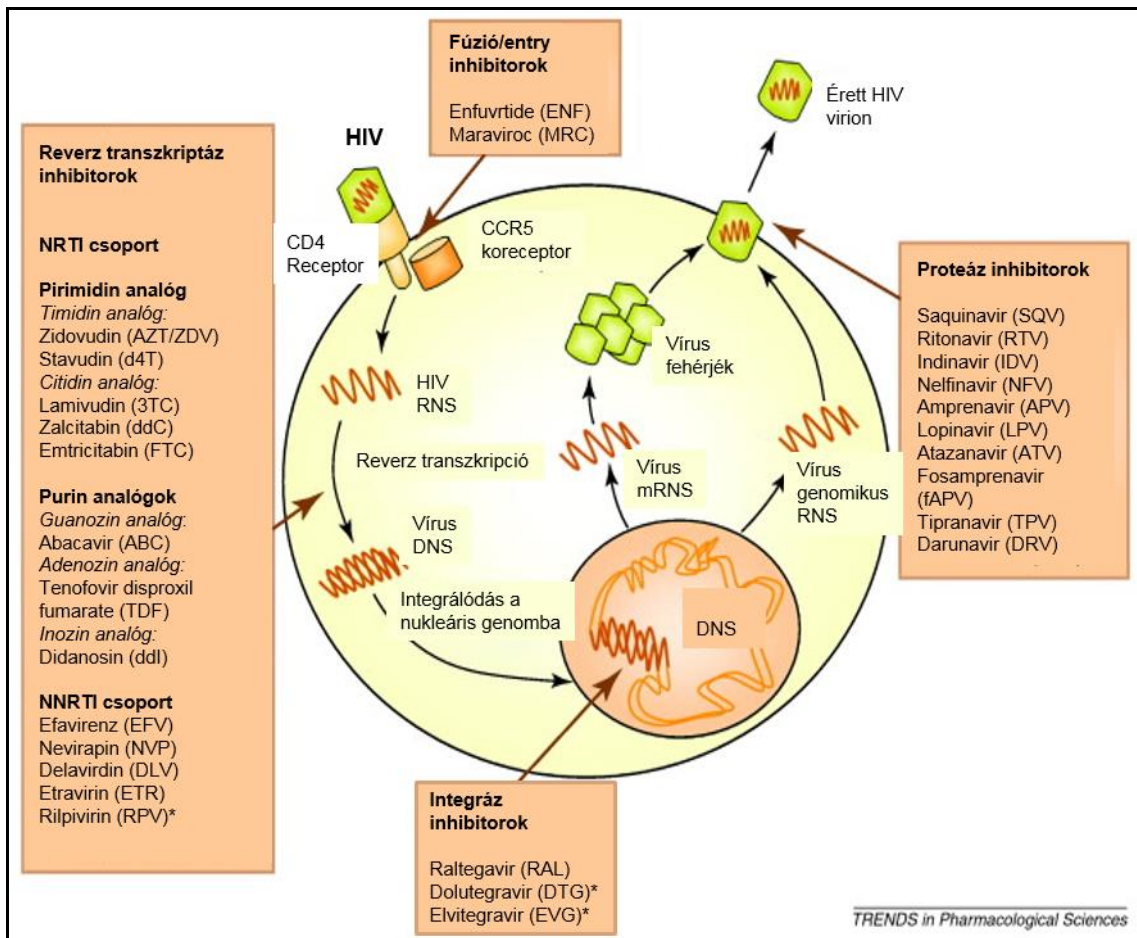 Fúzió/entry
inhibitorok
Enfuvrtide (ENF)
Maraviroc (MRC)
Érett HIV
virion
HIV
Reverz transzkriptáz
inhibitorok
NRTI csoport
Pirimidin analóg
Timidin analóg:
Zidovudin (AZT/ZDV)
Stavudin (d4T)
Citidin analóg:
Lamivudin (3TC)
Zalcitabin (ddC)
Emtricitabin (FTC)
Purin analógok
Guanozin analóg:
Abacavir (ABC)
Adenozin analóg:
Tenofovir disproxil
fumarate (TDF)
Inozin analóg:
Didanosin (ddI)
NNRTI csoport
Efavirenz (EFV)
Nevirapin (NVP)
Delavirdin (DLV)
Etravirin (ETR)
Rilpivirin (RPV)*
CD4
Receptor
CCR5
koreceptor
HIV
RNS
Reverz transzkripció
Vírus
DNS
Integrálódás a
nukleáris genomba
Vírus
fehérjék
Vírus
mRNS
Vírus
genomikus
RNS
DNS
Proteáz inhibitorok
Saquinavir (SQV)
Ritonavir (RTV)
Indinavir (IDV)
Nelfinavir (NFV)
Amprenavir (APV)
Lopinavir (LPV)
Atazanavir (ATV)
Fosamprenavir
(fAPV)
Tipranavir (TPV)
Darunavir (DRV)
Integráz
inhibitorok
Raltegavir (RAL)
Dolutegravir (DTG)*
Elvitegravir (EVG)*
TRENDS in Pharmacological Sciences